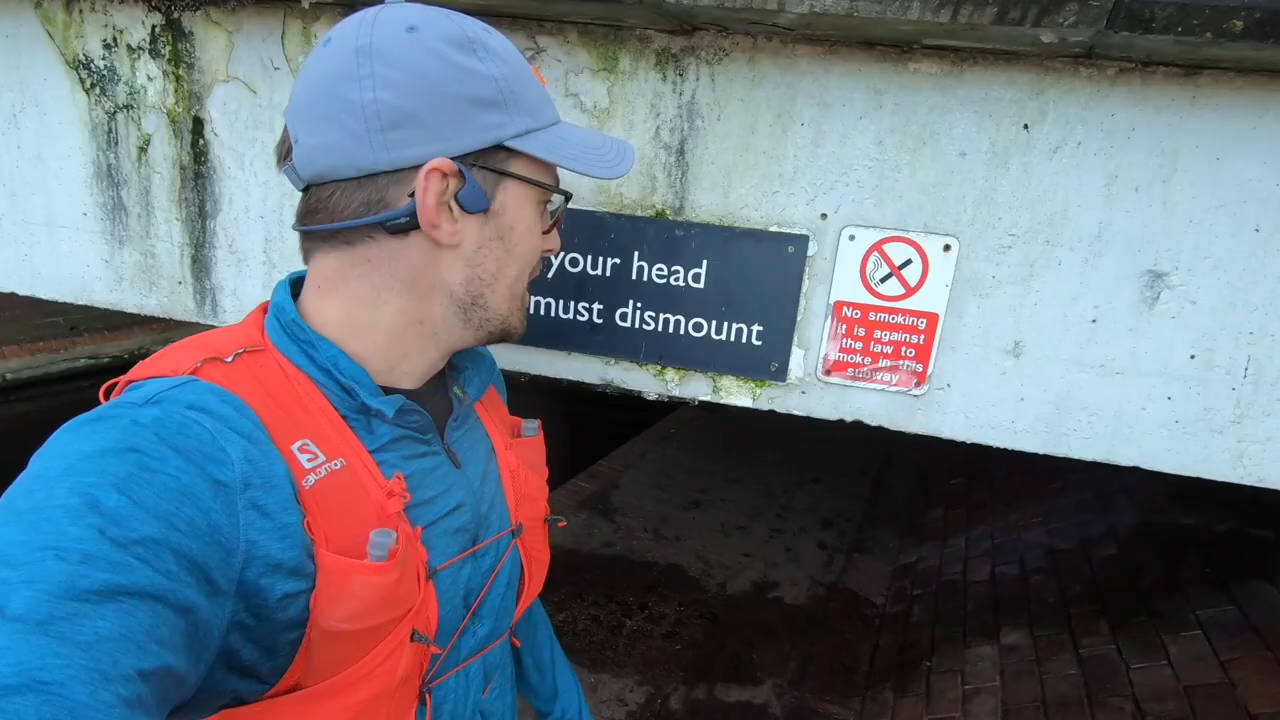 your head
must dismount
No smoking
It is against
the law to
smoke in this
subway
salomon